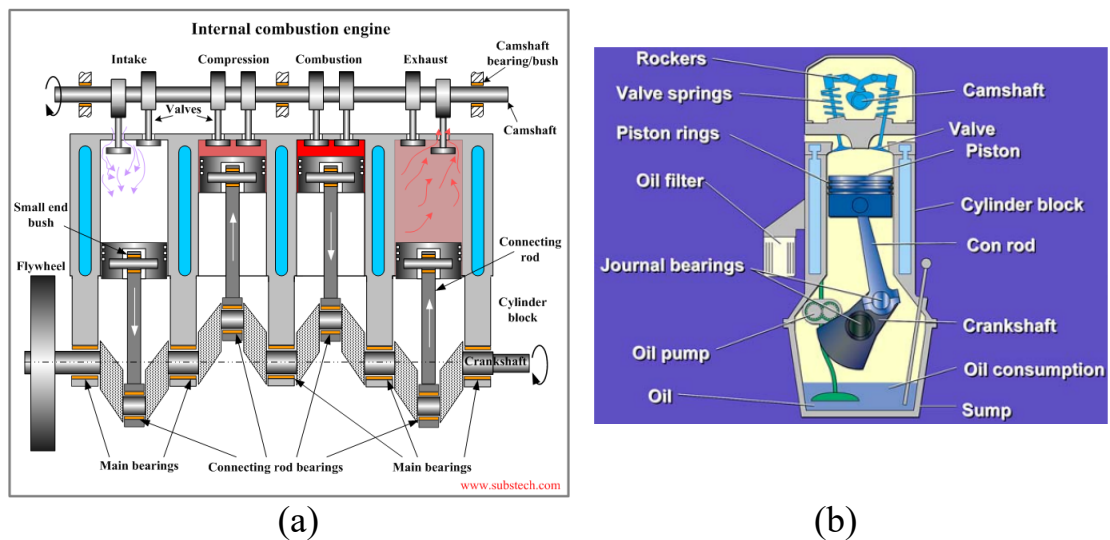 Internal combustion engine
Intake
Compression
Combustion
Exhaust
Camshaft
bearing/bush
Valves
Camshaft
Small end
bush
Connecting
rod
Flywheel
Cylinder
block
Crankshaft
Main bearings
Connecting rod bearings
Main bearings
www.substech.com
(a)
Rockers
Valve springs
Camshaft
Piston rings
Valve
Piston
Oil filter
Cylinder block
Con rod
Journal bearings
Crankshaft
Oil pump
Oil consumption
Oil
Sump
(b)